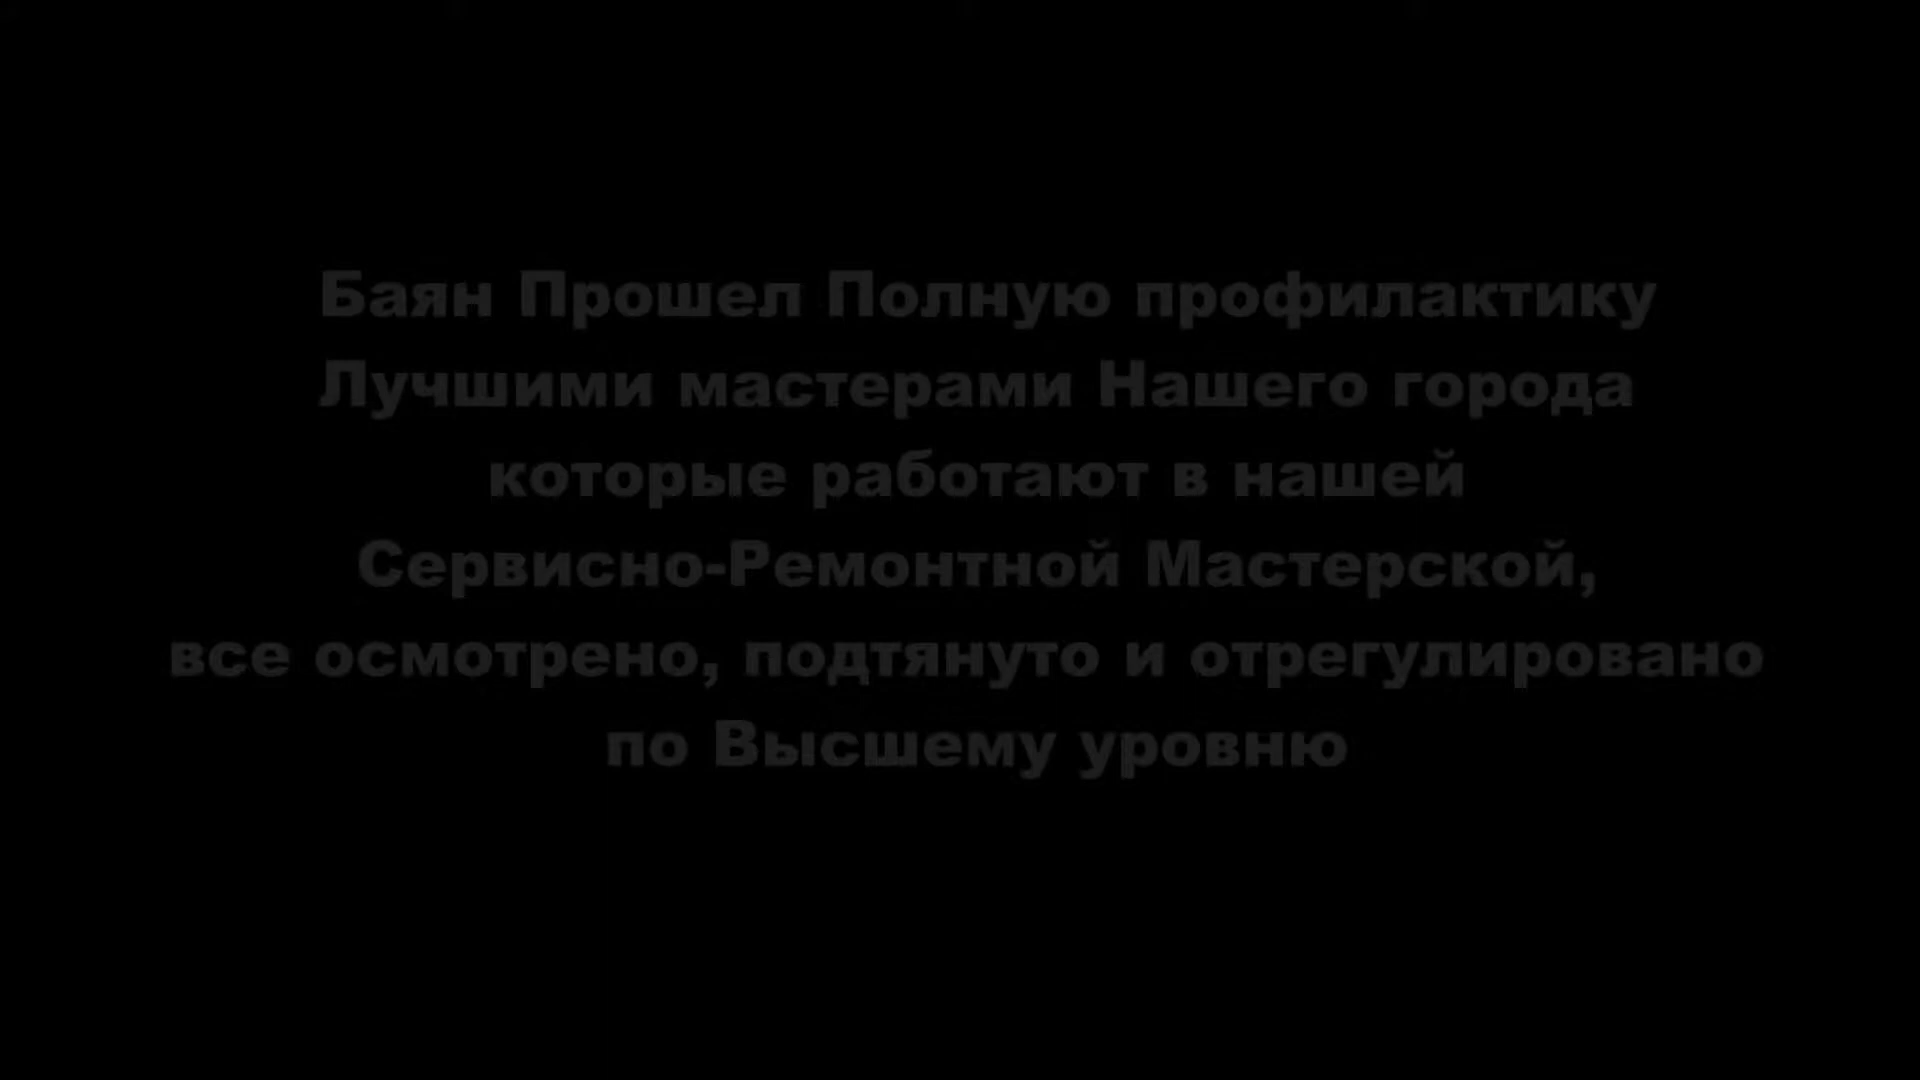 Баян Прошел Полную профилактику
Лучшими мастерами Нашего города
которые работают в нашей
Сервисно-Ремонтной Мастерской,
все осмотрено, подтянуто и отрегулировано
по Высшему уровню